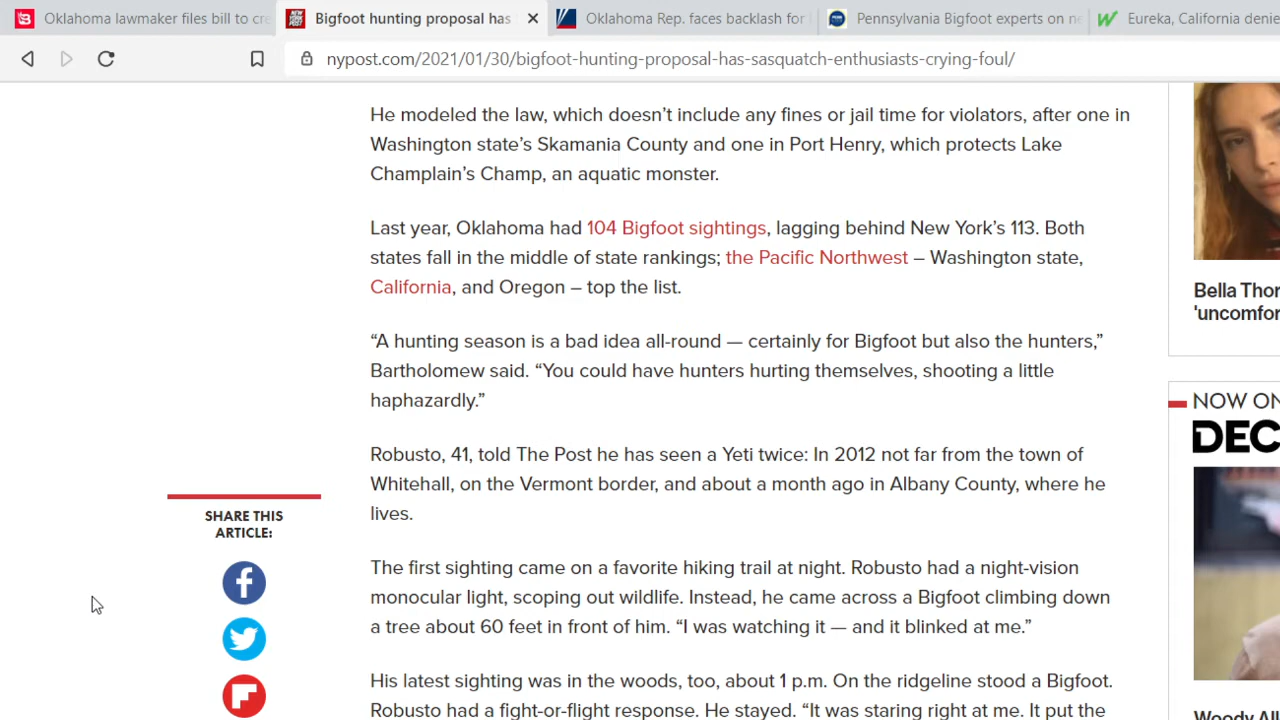 Oklahoma lawmaker files bill to cre
Bigfoot hunting proposal has
Oklahoma Rep. faces backlash for
Pennsylvania Bigfoot experts on ne
Eureka, California denie
nypost.com/2021/01/30/bigfoot-hunting-proposal-has-sasquatch-enthusiasts-crying-foul/
He modeled the law, which doesn’t include any fines or jail time for violators, after one in
Washington state’s Skamania County and one in Port Henry, which protects Lake
Champlain’s Champ, an aquatic monster.
Last year, Oklahoma had 104 Bigfoot sightings, lagging behind New York’s 113. Both
states fall in the middle of state rankings; the Pacific Northwest – Washington state,
California, and Oregon – top the list.
“A hunting season is a bad idea all-round — certainly for Bigfoot but also the hunters,”
Bartholomew said. “You could have hunters hurting themselves, shooting a little
haphazardly.”
Robusto, 41, told The Post he has seen a Yeti twice: In 2012 not far from the town of
Whitehall, on the Vermont border, and about a month ago in Albany County, where he
lives.
The first sighting came on a favorite hiking trail at night. Robusto had a night-vision
monocular light, scoping out wildlife. Instead, he came across a Bigfoot climbing down
a tree about 60 feet in front of him. “I was watching it — and it blinked at me.”
His latest sighting was in the woods, too, about 1 p.m. On the ridgeline stood a Bigfoot.
Robusto had a fight-or-flight response. He stayed. “It was staring right at me. It put the
SHARE THIS
ARTICLE:
Bella Thor
'uncomfor
NOW ON
DEC
Woody All